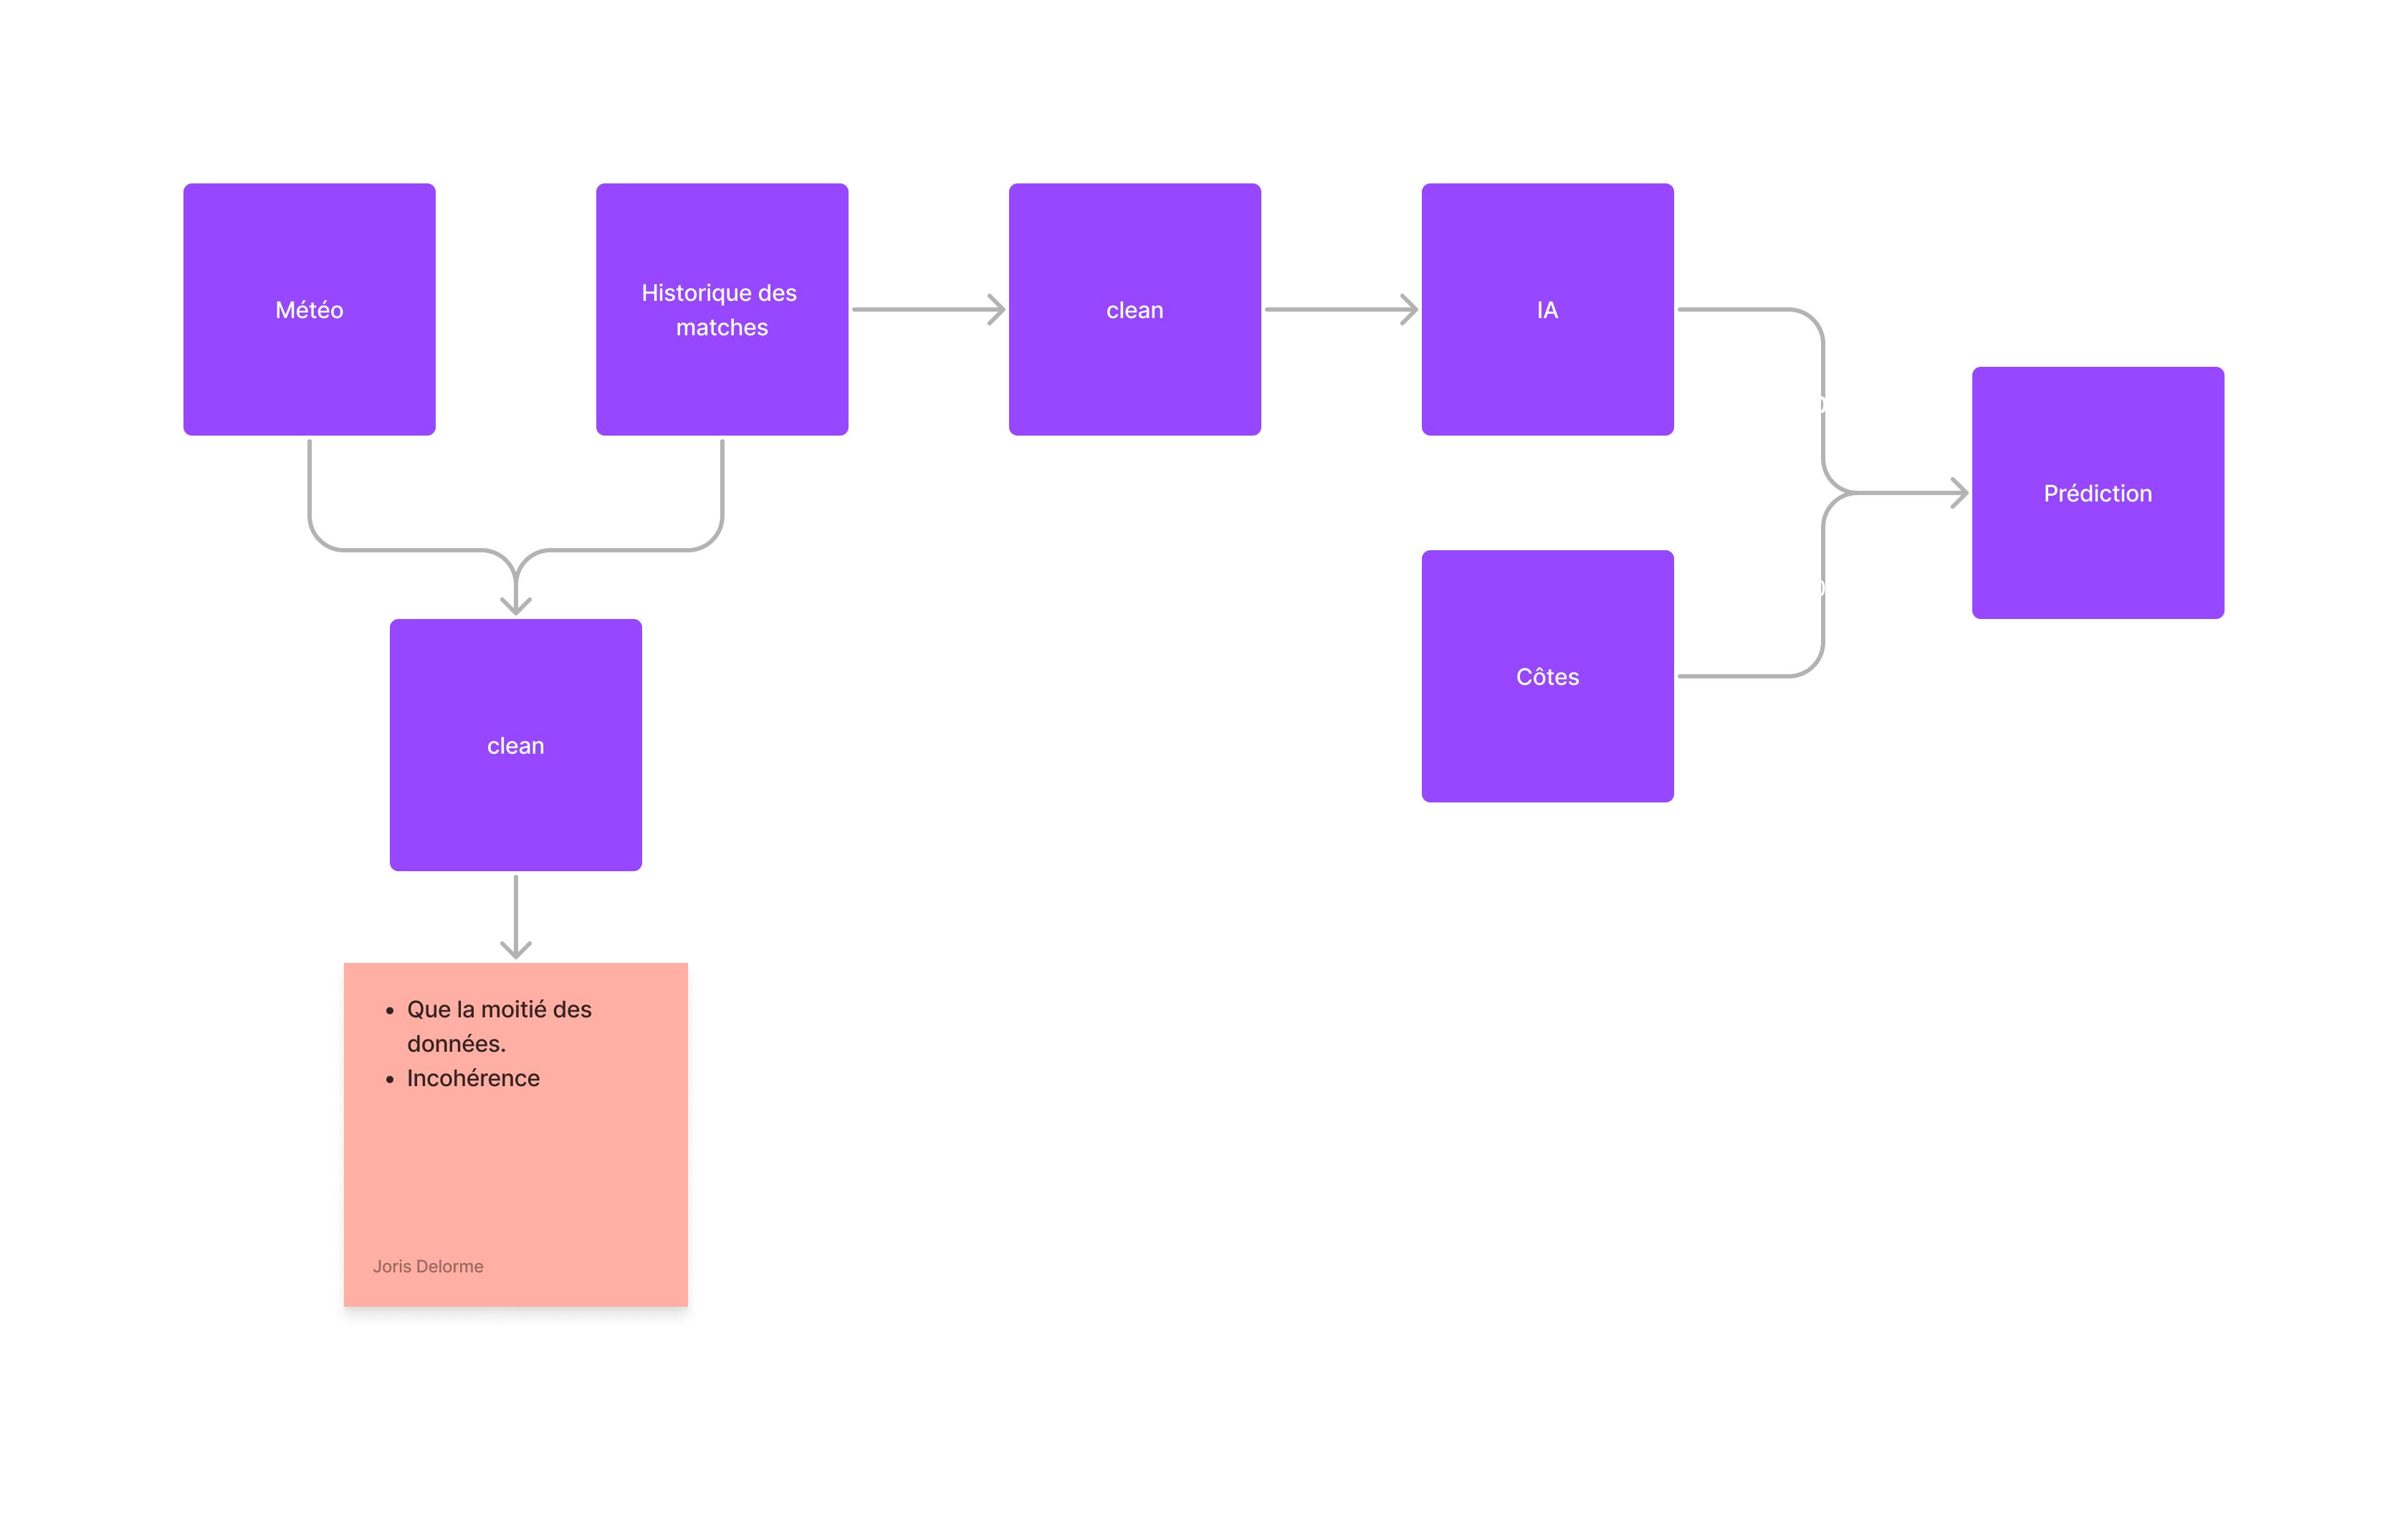 Météo
Historique des
matches
clean
IA
Prédiction
Côtes
clean
Que la moitié des
données.
Incohérence
Joris Delorme